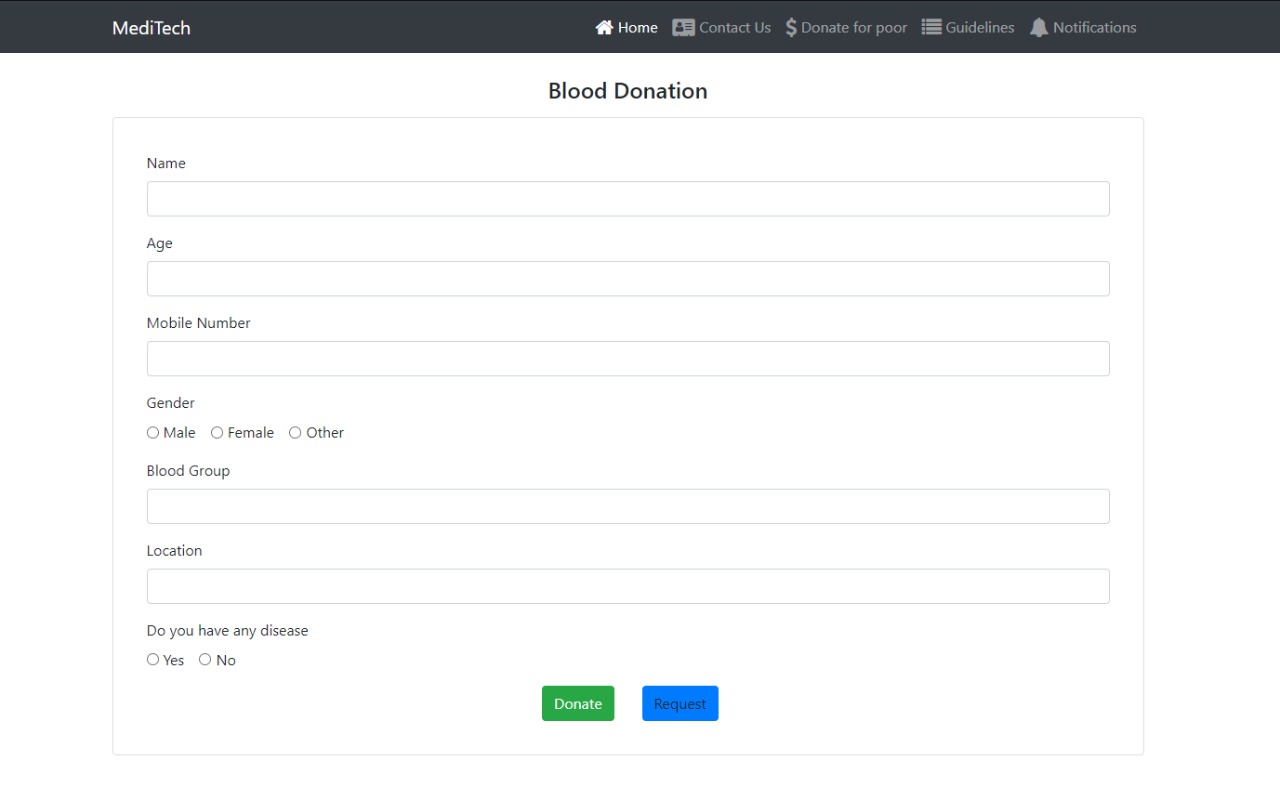 MediTech Home Contact Us Donate for poor Guidelines Notifications
Blood Donation
Name
Age
Mobile Number
Gender
Male Female Other
Blood Group
Location
Do you have any disease
Yes No
Donate Request